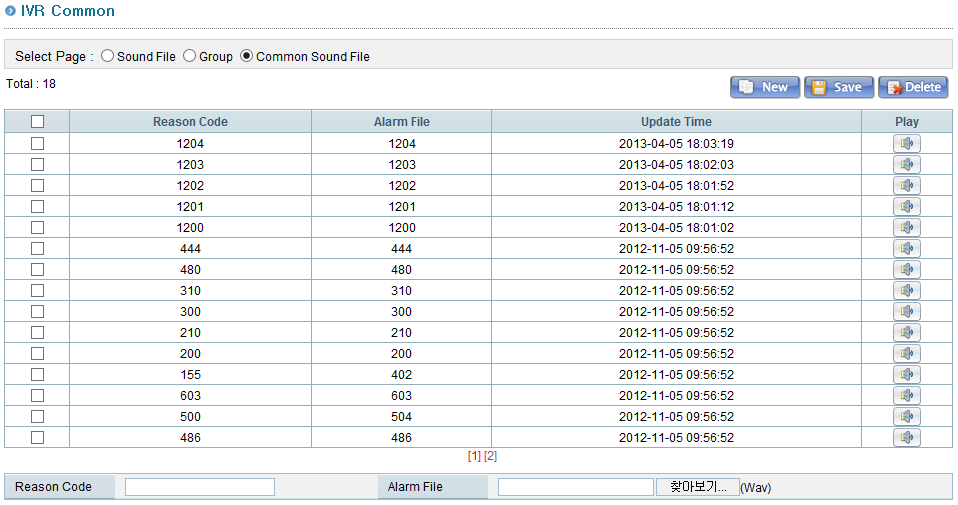 IVR Common
Select Page : Sound File Group Common Sound File
Total : 18
New Save Delete
Reason Code Alarm File Update Time Play
1204 1204 2013-04-05 18:03:19
1203 1203 2013-04-05 18:02:03
1202 1202 2013-04-05 18:01:52
1201 1201 2013-04-05 18:01:12
1200 1200 2013-04-05 18:01:02
444 444 2012-11-05 09:56:52
480 480 2012-11-05 09:56:52
310 310 2012-11-05 09:56:52
300 300 2012-11-05 09:56:52
210 210 2012-11-05 09:56:52
200 200 2012-11-05 09:56:52
155 402 2012-11-05 09:56:52
603 603 2012-11-05 09:56:52
500 504 2012-11-05 09:56:52
486 486 2012-11-05 09:56:52
[1] [2]
Reason Code Alarm File 찾아보기... (Wav)